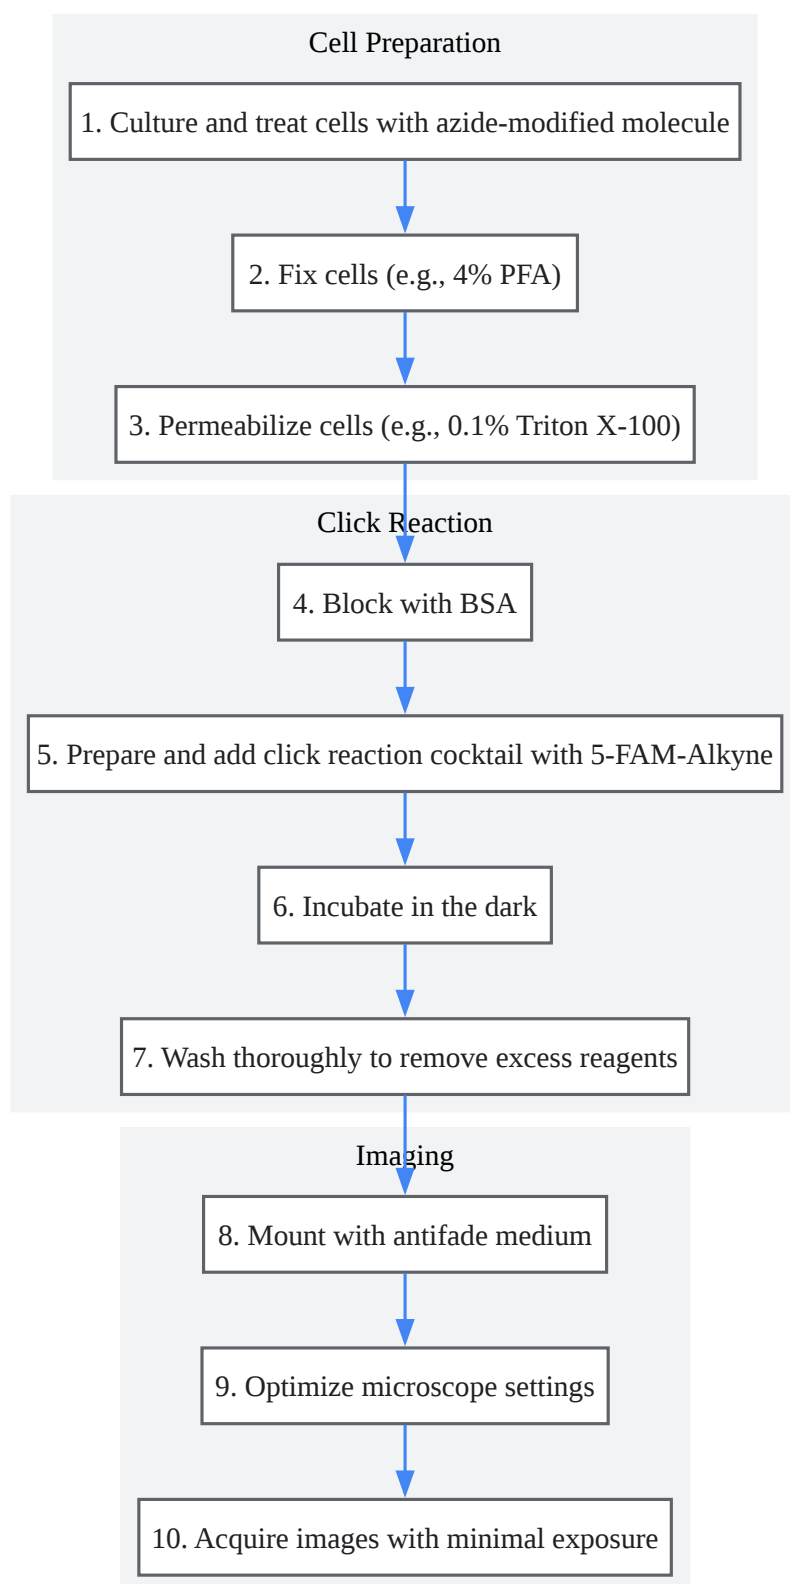 Cell Preparation
1. Culture and treat cells with azide-modified molecule
2. Fix cells (e.g., 4% PFA)
3. Permeabilize cells (e.g., 0.1% Triton X-100)
Click Reaction
4. Block with BSA
5. Prepare and add click reaction cocktail with 5-FAM-Alkyne
6. Incubate in the dark
7. Wash thoroughly to remove excess reagents
Imaging
8. Mount with antifade medium
9. Optimize microscope settings
10. Acquire images with minimal exposure